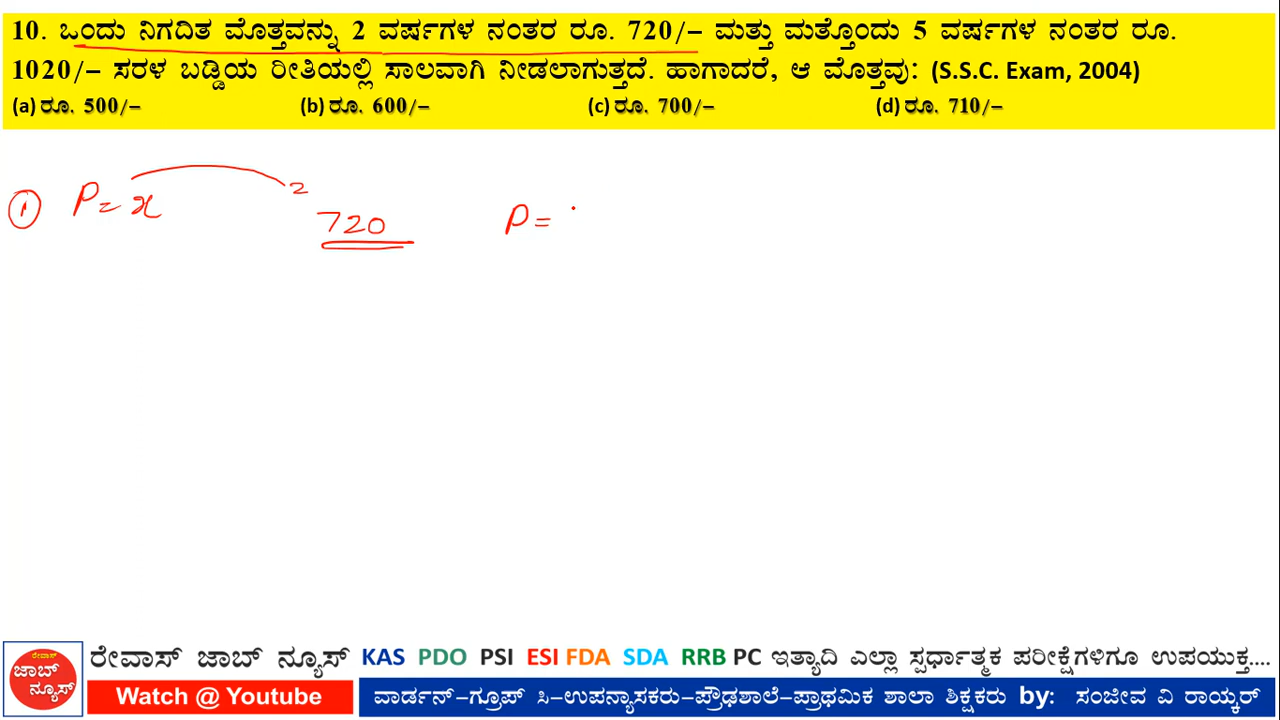 10. ಒಂದು ನಿಗದಿತ ಮೊತ್ತವನ್ನು 2 ವರ್ಷಗಳ ನಂತರ ರೂ. 720/– ಮತ್ತು ಮತ್ತೊಂದು 5 ವರ್ಷಗಳ ನಂತರ ರೂ.
1020/– ಸರಳ ಬಡ್ಡಿಯ ರೀತಿಯಲ್ಲಿ ಸಾಲವಾಗಿ ನೀಡಲಾಗುತ್ತದೆ. ಹಾಗಾದರೆ, ಆ ಮೊತ್ತವು: (S.S.C. Exam, 2004)
(a) ರೂ. 500/– (b) ರೂ. 600/– (c) ರೂ. 700/– (d) ರೂ. 710/–
① P = x 2 720 P =
ರೇವಾಸ್ ಜಾಬ್ ನ್ಯೂಸ್
ರೇವಾಸ್ ಜಾಬ್ ನ್ಯೂಸ್ KAS PDO PSI ESI FDA SDA RRB PC ಇತ್ಯಾದಿ ಎಲ್ಲಾ ಸ್ಪರ್ಧಾತ್ಮಕ ಪರೀಕ್ಷೆಗಳಿಗೂ ಉಪಯುಕ್ತ....
Watch @ Youtube ವಾರ್ಡನ್–ಗ್ರೂಪ್ ಸಿ–ಉಪನ್ಯಾಸಕರು–ಪ್ರೌಢಶಾಲೆ–ಪ್ರಾಥಮಿಕ ಶಾಲಾ ಶಿಕ್ಷಕರು by: ಸಂಜೀವ ವಿ ರಾಯ್ಕರ್